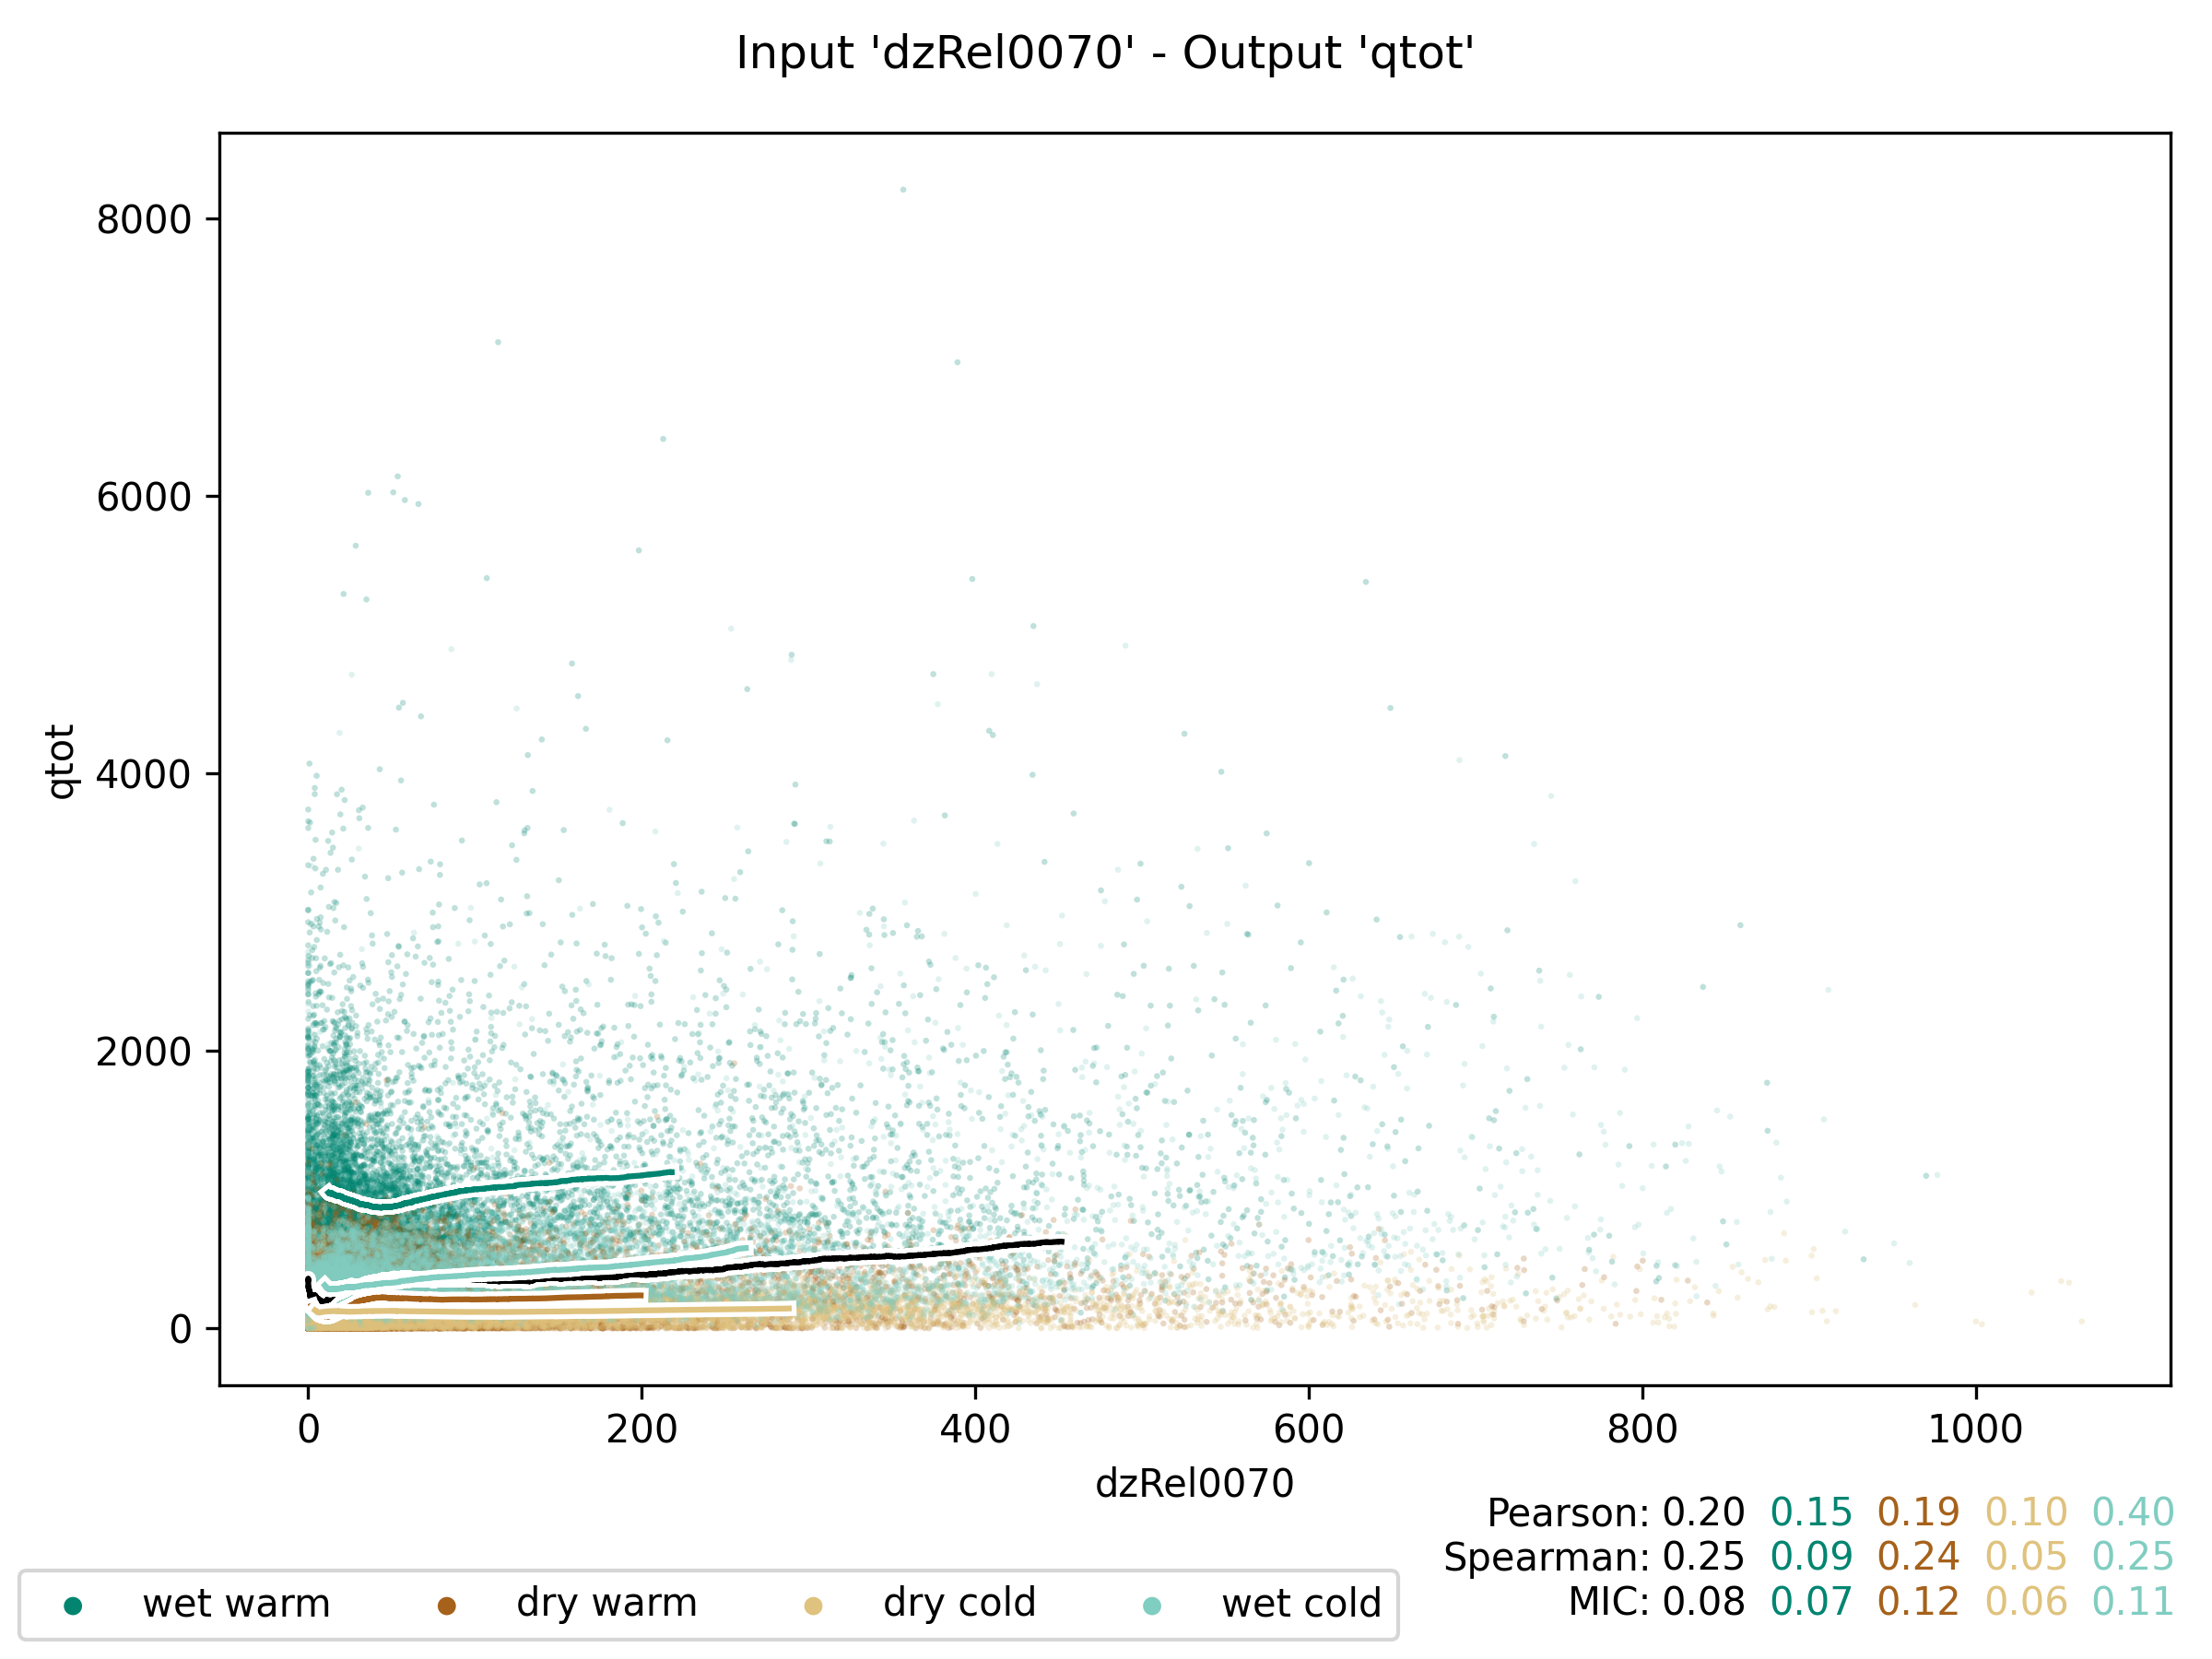 Input 'dzRel0070' - Output 'qtot'
8000
6000
4000
2000
0
qtot
0 200 400 600 800 1000
dzRel0070
Pearson: 0.20 0.15 0.19 0.10 0.40
Spearman: 0.25 0.09 0.24 0.05 0.25
MIC: 0.08 0.07 0.12 0.06 0.11
wet warm dry warm dry cold wet cold